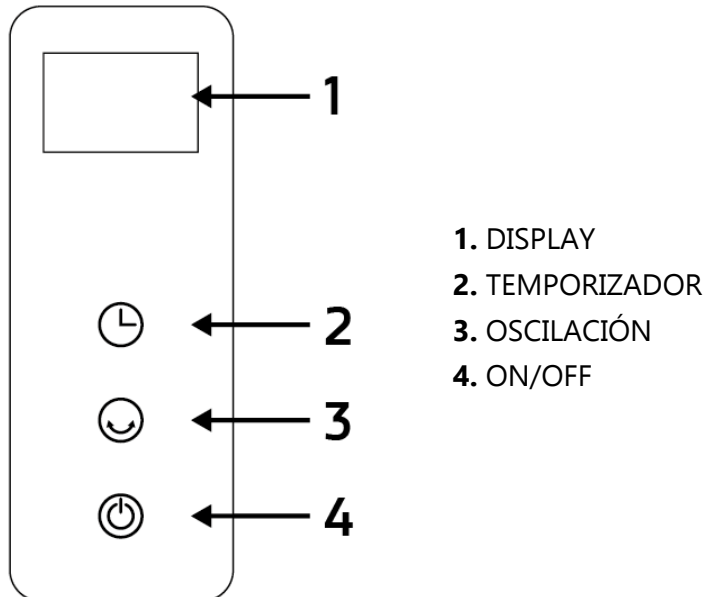 1
2
3
4
1. DISPLAY
2. TEMPORIZADOR
3. OSCILACIÓN
4. ON/OFF